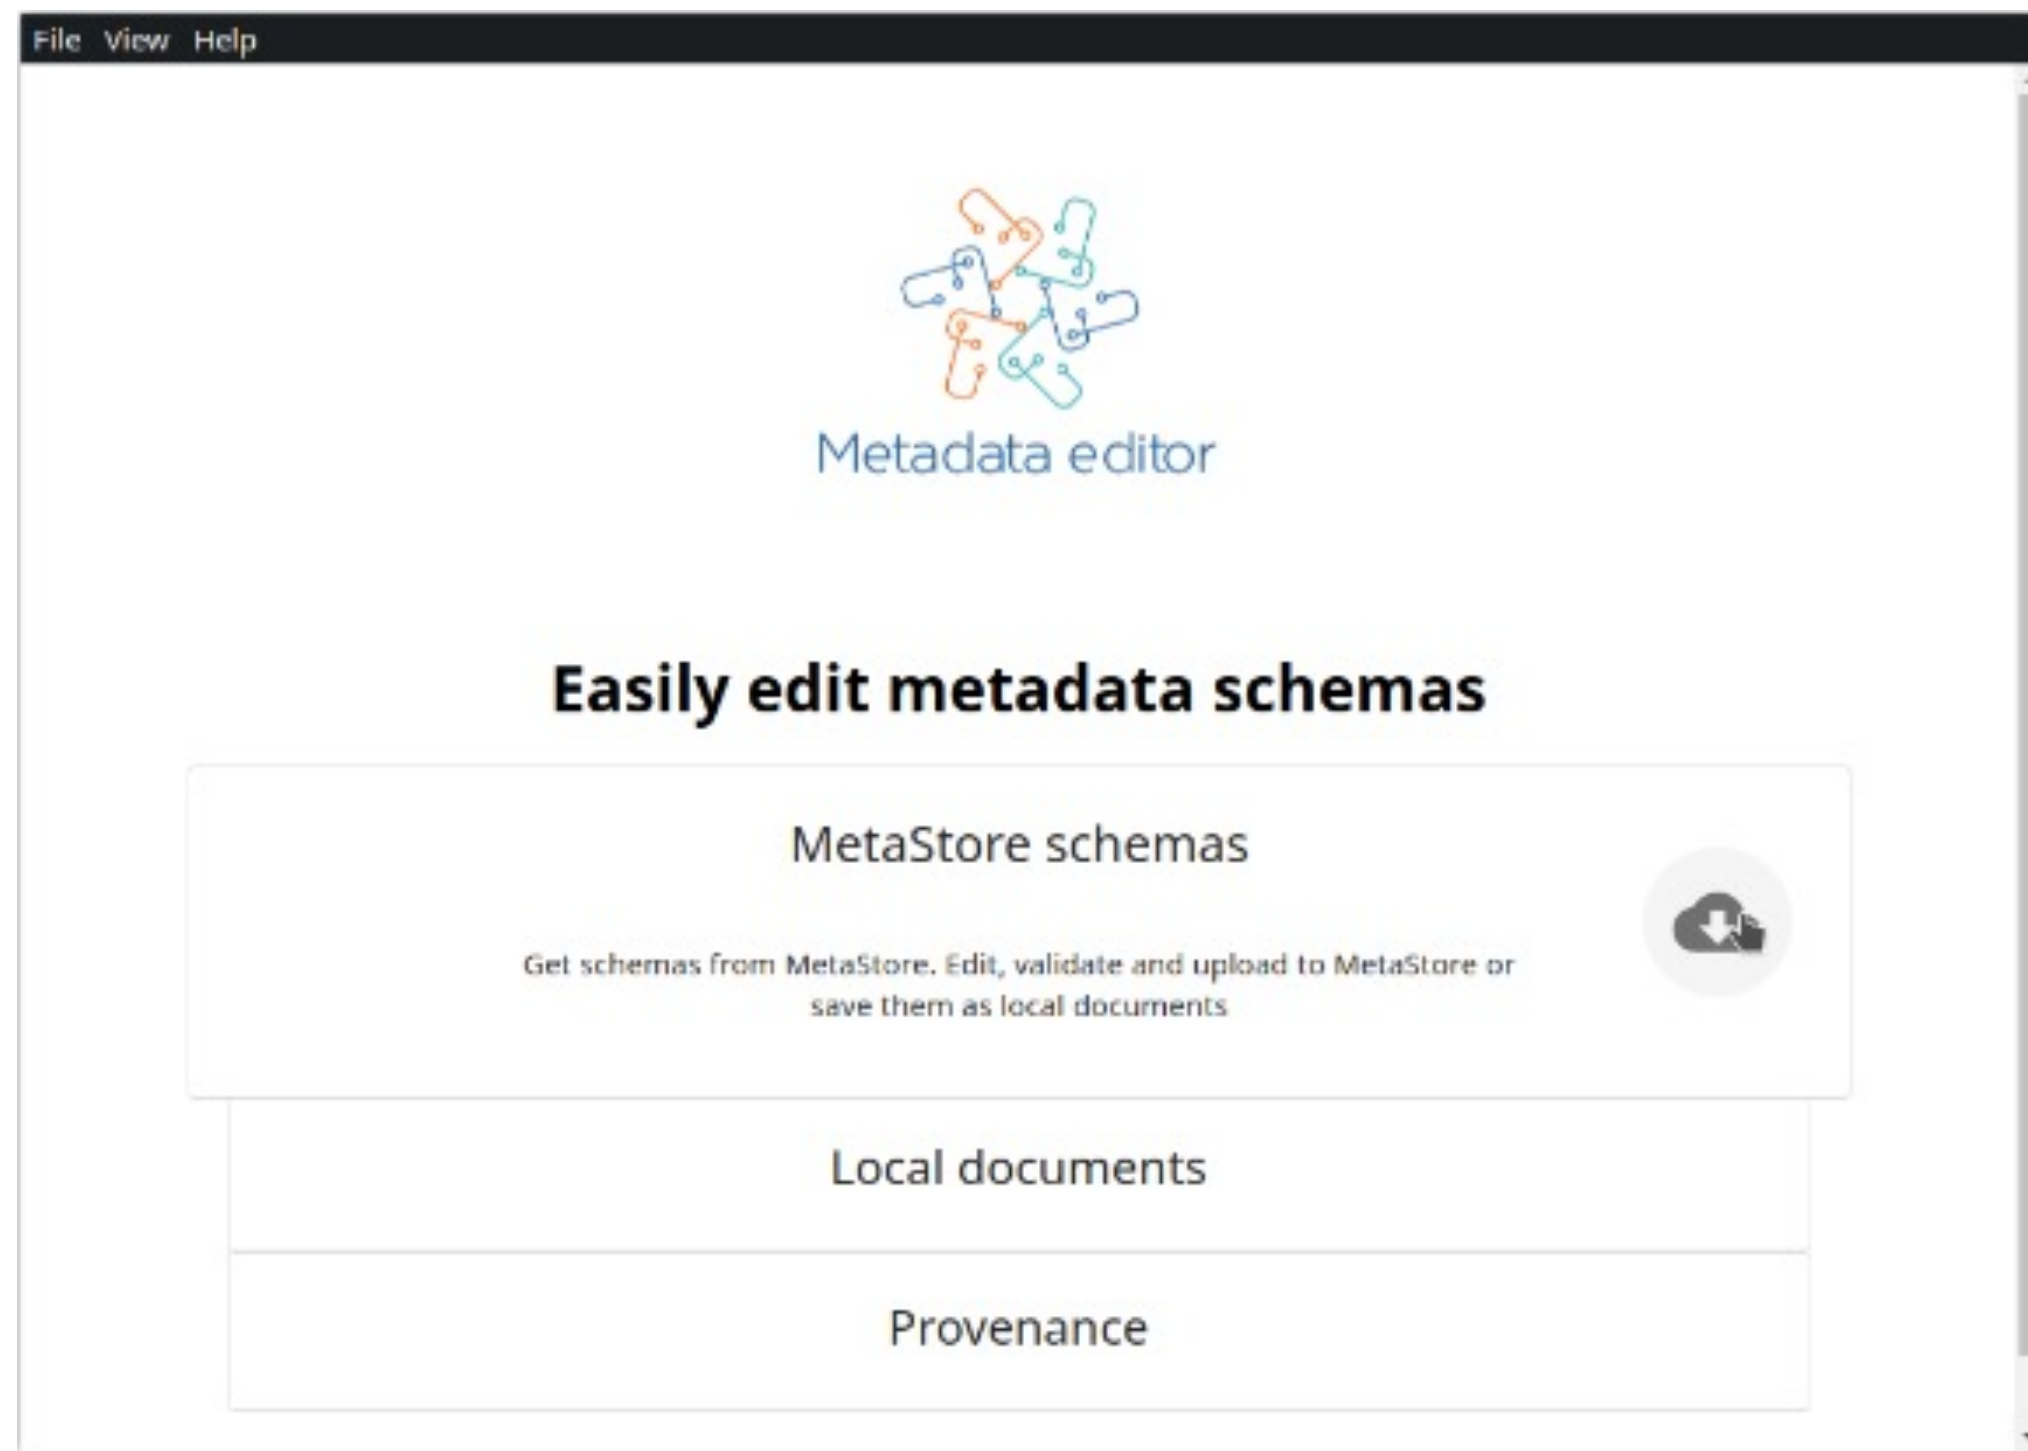 File View Help
Metadata editor
Easily edit metadata schemas
MetaStore schemas
Get schemas from MetaStore. Edit, validate and upload to MetaStore or
save them as local documents
Local documents
Provenance